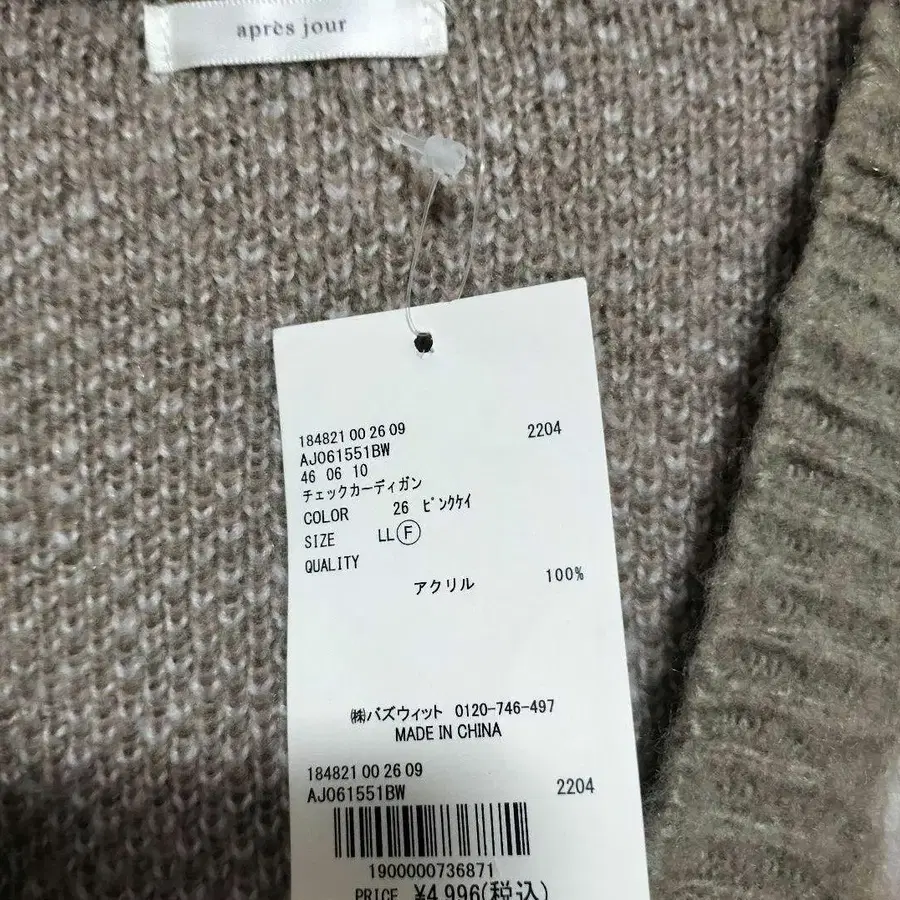 après jour
184821 00 26 09
2204
AJ061551BW
46 06 10
チェックカーディガン
COLOR 26 ピンクケイ
SIZE LL Ⓕ
QUALITY
アクリル 100%
㈱バズウィット 0120-746-497
MADE IN CHINA
184821 00 26 09
AJ061551BW 2204
1900000736871
PRICE ¥4,996(税込)